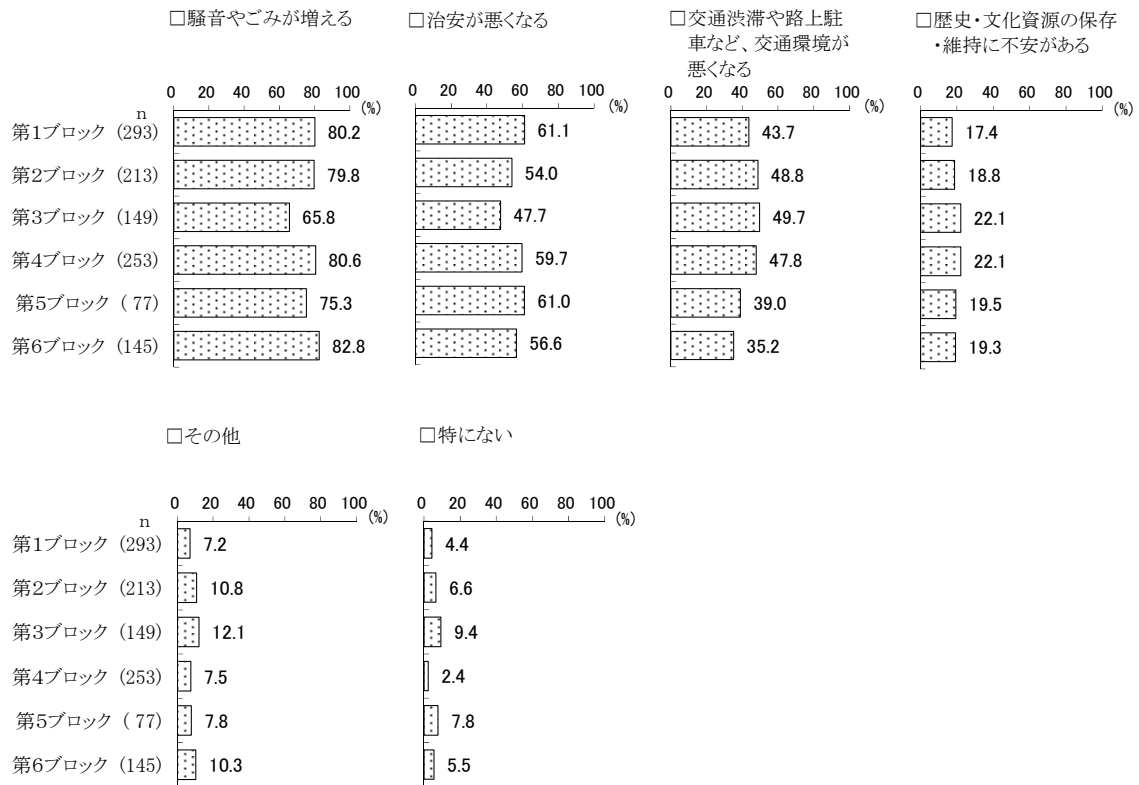 □騒音やごみが増える
□治安が悪くなる
□交通渋滞や路上駐
車など、交通環境が
悪くなる
□歴史・文化資源の保存
・維持に不安がある
0 20 40 60 80 100
(%)
0 20 40 60 80 100
(%)
0 20 40 60 80 100
(%)
0 20 40 60 80 100
(%)
n
第1ブロック (293) 80.2 61.1 43.7 17.4
第2ブロック (213) 79.8 54.0 48.8 18.8
第3ブロック (149) 65.8 47.7 49.7 22.1
第4ブロック (253) 80.6 59.7 47.8 22.1
第5ブロック ( 77) 75.3 61.0 39.0 19.5
第6ブロック (145) 82.8 56.6 35.2 19.3
□その他
□特にない
0 20 40 60 80 100
(%)
0 20 40 60 80 100
(%)
n
第1ブロック (293) 7.2 4.4
第2ブロック (213) 10.8 6.6
第3ブロック (149) 12.1 9.4
第4ブロック (253) 7.5 2.4
第5ブロック ( 77) 7.8 7.8
第6ブロック (145) 10.3 5.5